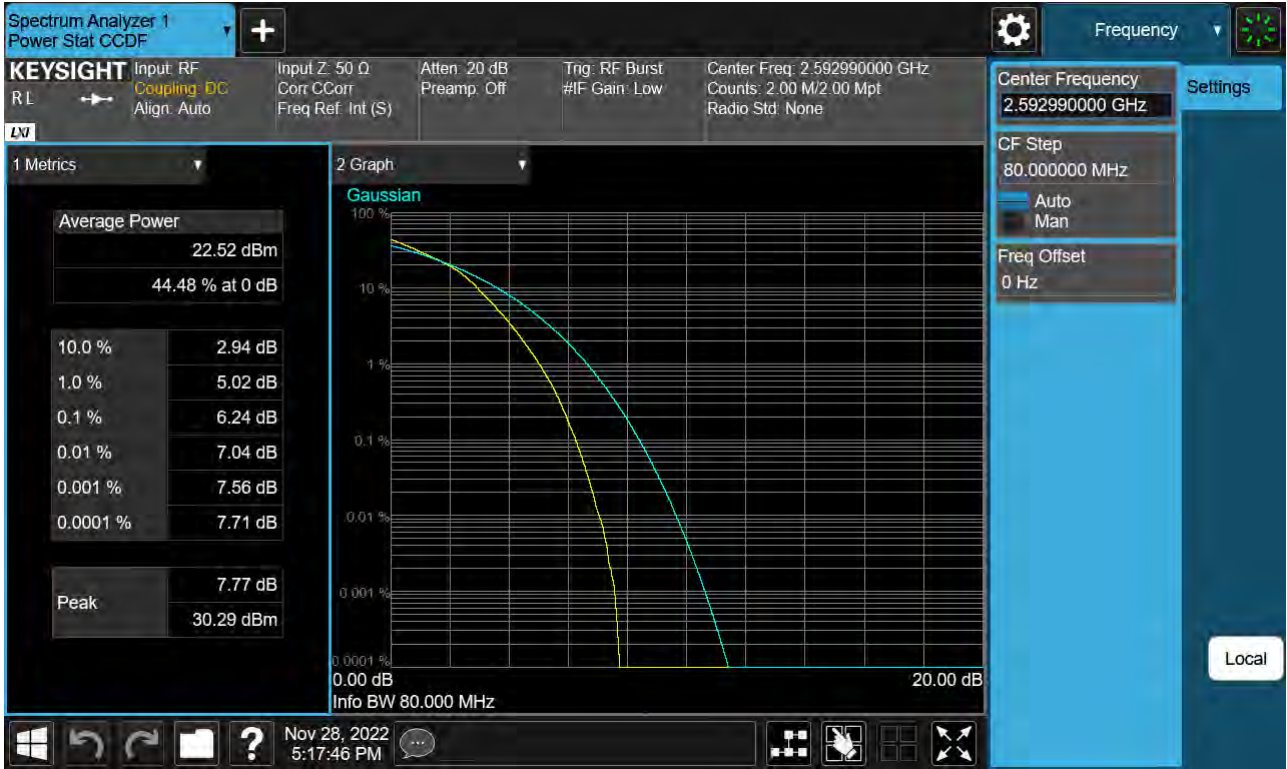 Spectrum Analyzer 1
Power Stat CCDF
Frequency
KEYSIGHT
R L
LXI
Input: RF
Coupling: DC
Align: Auto
Input Z: 50 Ω
Corr CCorr
Freq Ref: Int (S)
Atten: 20 dB
Preamp: Off
Trig: RF Burst
#IF Gain: Low
Center Freq: 2.592990000 GHz
Counts: 2.00 M/2.00 Mpt
Radio Std: None
Center Frequency
2.592990000 GHz
Settings
CF Step
80.000000 MHz
Auto
Man
Freq Offset
0 Hz
Local
1 Metrics
Average Power
22.52 dBm
44.48 % at 0 dB
10.0 % 2.94 dB
1.0 % 5.02 dB
0.1 % 6.24 dB
0.01 % 7.04 dB
0.001 % 7.56 dB
0.0001 % 7.71 dB
Peak
7.77 dB
30.29 dBm
2 Graph
Gaussian
100 %
10 %
1 %
0.1 %
0.01 %
0.001 %
0.0001 %
0.00 dB
20.00 dB
Info BW 80.000 MHz
?
Nov 28, 2022
5:17:46 PM